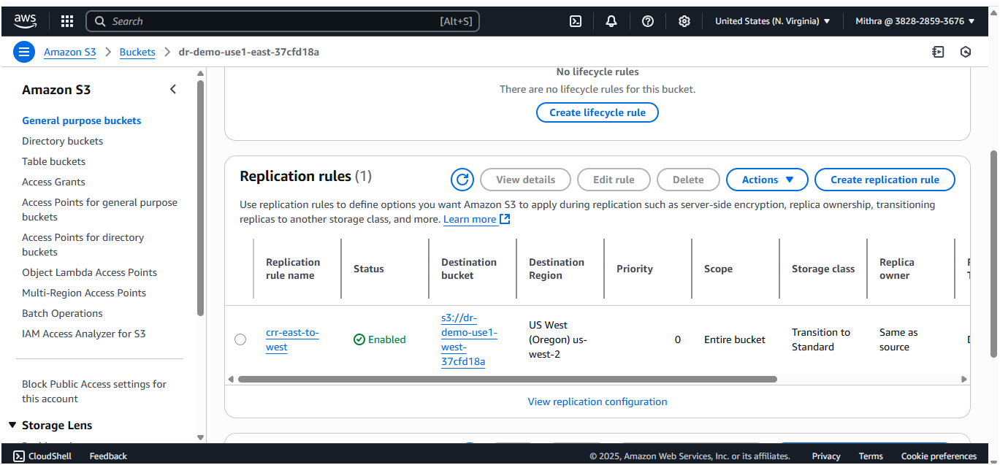 aws
Search
[Alt+S]
United States (N. Virginia)
Mithra @ 3828-2859-3676
Amazon S3
Buckets
dr-demo-use1-east-37cfd18a
Amazon S3
General purpose buckets
Directory buckets
Table buckets
Access Grants
Access Points for general purpose
buckets
Access Points for directory
buckets
Object Lambda Access Points
Multi-Region Access Points
Batch Operations
IAM Access Analyzer for S3
Block Public Access settings for
this account
Storage Lens
No lifecycle rules
There are no lifecycle rules for this bucket.
Create lifecycle rule
Replication rules (1)
View details
Edit rule
Delete
Actions
Create replication rule
Use replication rules to define options you want Amazon S3 to apply during replication such as server-side encryption, replica ownership, transitioning
replicas to another storage class, and more. Learn more
Replication
rule name
Status
Destination
bucket
Destination
Region
Priority
Scope
Storage class
Replica
owner
crr-east-to-
west
Enabled
s3://dr-
demo-use1-
west-
37cfd18a
US West
(Oregon) us-
west-2
0
Entire bucket
Transition to
Standard
Same as
source
View replication configuration
CloudShell
Feedback
© 2025, Amazon Web Services, Inc. or its affiliates.
Privacy
Terms
Cookie preferences